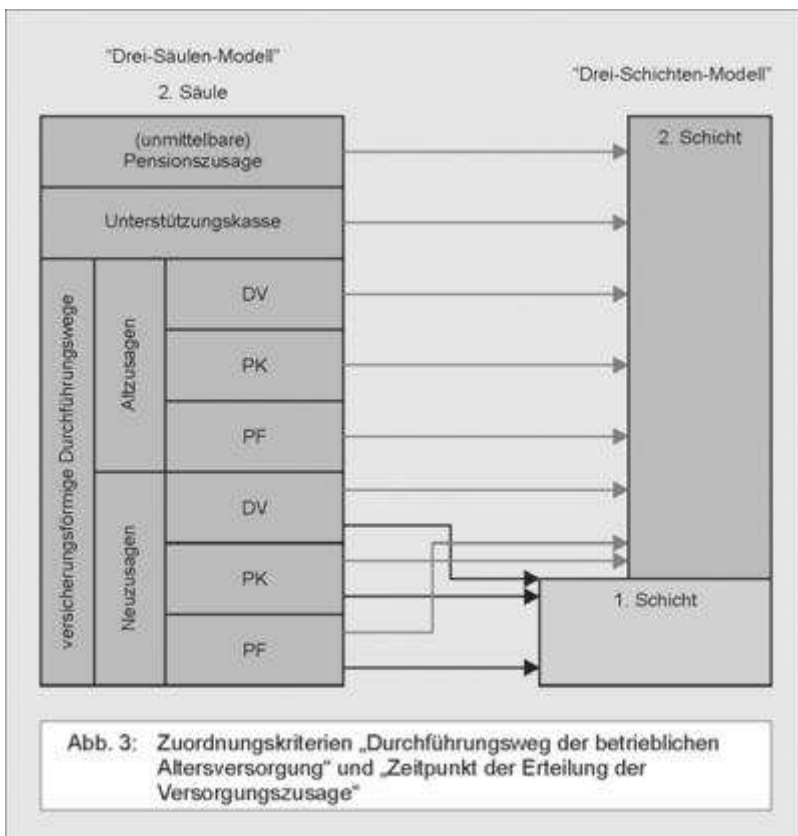 "Drei-Säulen-Modell"
2. Säule
"Drei-Schichten-Modell"
(unmittelbare)
Pensionszusage
2. Schicht
Unterstützungskasse
versicherungsförmige Durchführungswege
Altzusagen
DV
PK
PF
Neuzusagen
DV
PK
PF
1. Schicht
Abb. 3: Zuordnungskriterien „Durchführungsweg der betrieblichen
Altersversorgung“ und „Zeitpunkt der Erteilung der
Versorgungszusage“